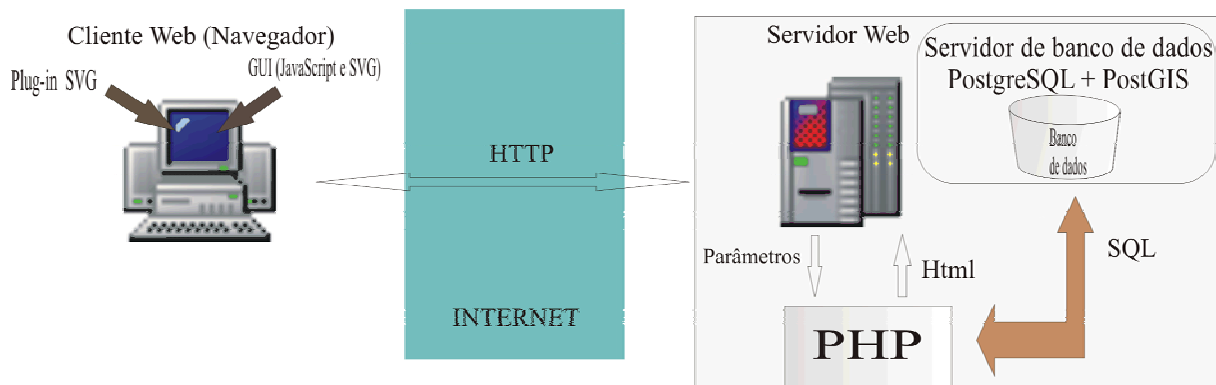 Cliente Web (Navegador)
Plug-in SVG
GUI (JavaScript e SVG)
HTTP
INTERNET
Servidor Web
Servidor de banco de dados
PostgreSQL + PostGIS
Banco
de dados
Parâmetros
Html
SQL
PHP